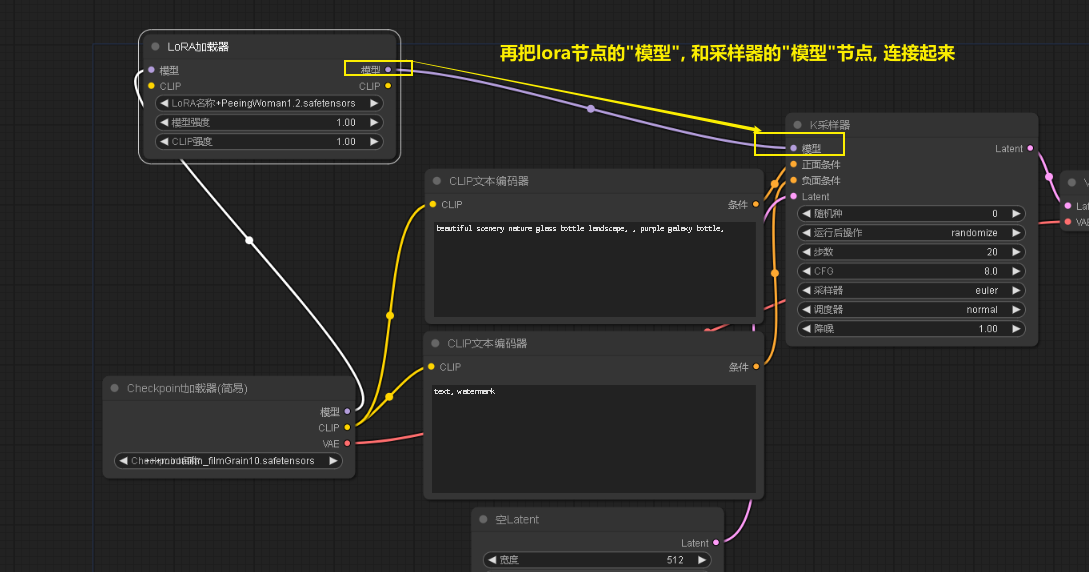 再把lora节点的"模型", 和采样器的"模型"节点, 连接起来
LoRA加载器
模型 模型
CLIP CLIP
LoRA名称 +PeeingWoman1.2.safetensors
模型强度 1.00
CLIP强度 1.00
K采样器
模型 Latent
正面条件
负面条件
Latent
随机种 0
运行后操作 randomize
步数 20
CFG 8.0
采样器 euler
调度器 normal
降噪 1.00
CLIP文本编码器
CLIP 条件
beautiful scenery nature glass bottle landscape, , purple galaxy bottle,
CLIP文本编码器
CLIP 条件
text, watermark
Checkpoint加载器(简易)
模型
CLIP
VAE
_filmGrain10.safetensors
空Latent
Latent
宽度 512
V
Lat
VAE